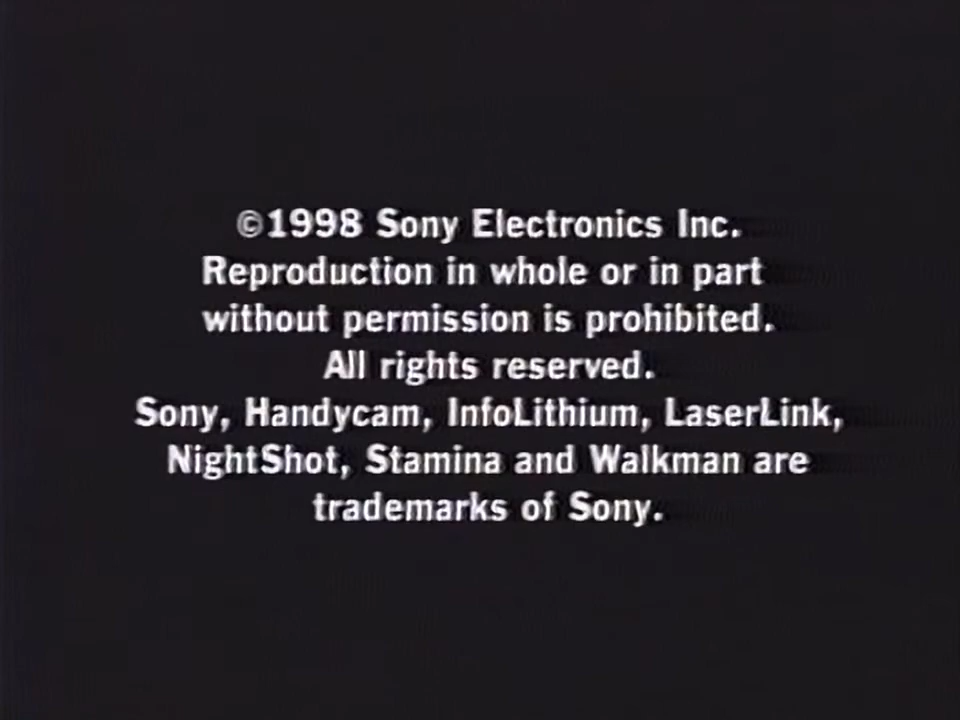 ©1998 Sony Electronics Inc.
Reproduction in whole or in part
without permission is prohibited.
All rights reserved.
Sony, Handycam, InfoLithium, LaserLink,
NightShot, Stamina and Walkman are
trademarks of Sony.